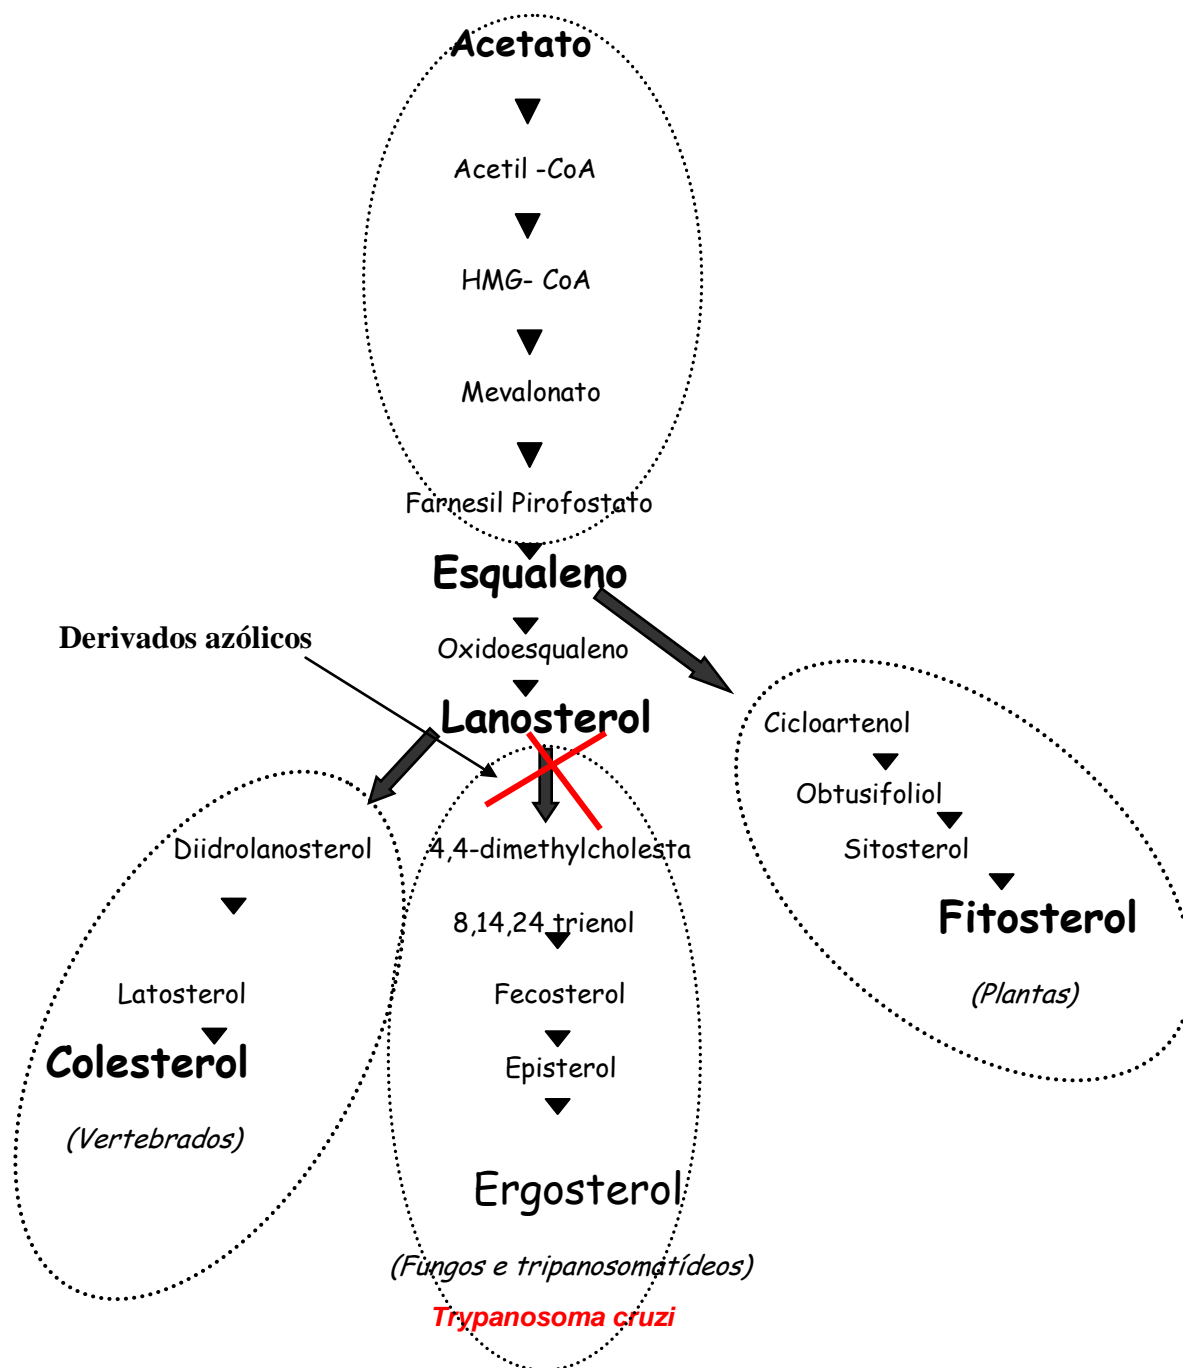 Acetato
Acetil -CoA
HMG- CoA
Mevalonato
Farnesil Pirofostato
Esqualeno
Derivados azólicos
Oxidoesqualeno
Lanosterol
Diidrolanosterol
Latosterol
Colesterol
(Vertebrados)
4,4-dimethylcholesta
8,14,24 trienol
Fecosterol
Episterol
Ergosterol
(Fungos e tripanosomatídeos)
Trypanosoma cruzi
Cicloartenol
Obtusifoliol
Sitosterol
Fitosterol
(Plantas)